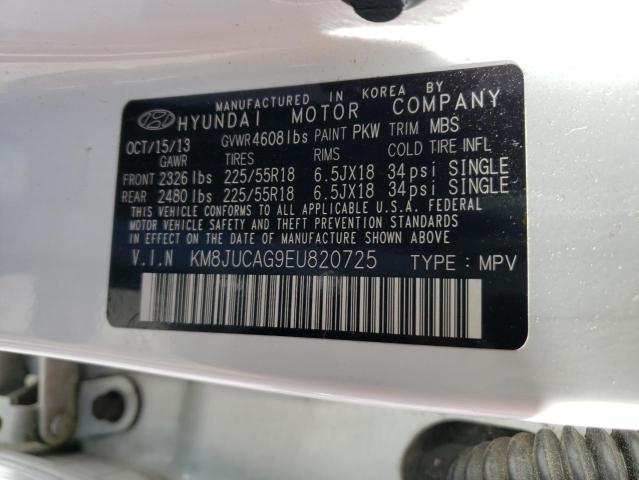 MANUFACTURED IN KOREA BY
HYUNDAI MOTOR COMPANY
OCT/15/13 GVWR 4608lbs PAINT PKW TRIM MBS
GAWR TIRES RIMS COLD TIRE INFL
FRONT 2326 lbs 225/55R18 6.5JX18 34psi SINGLE
REAR 2480 lbs 225/55R18 6.5JX18 34psi SINGLE
THIS VEHICLE CONFORMS TO ALL APPLICABLE U.S.A. FEDERAL
MOTOR VEHICLE SAFETY AND THEFT PREVENTION STANDARDS
IN EFFECT ON THE DATE OF MANUFACTURE SHOWN ABOVE.
V.I.N KM8JUCAG9EU820725 TYPE : MPV